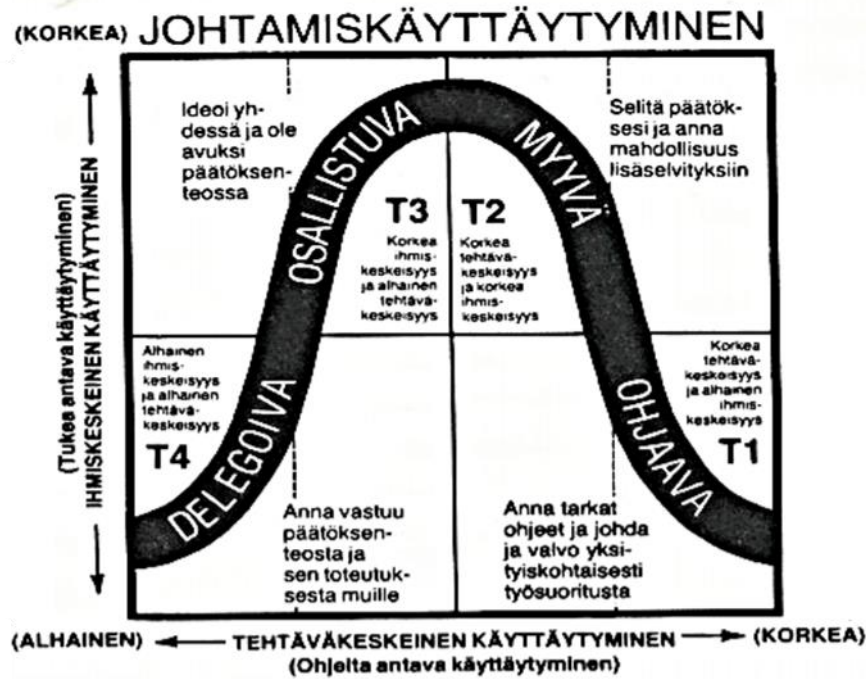 (KORKEA) JOHTAMISKÄYTTÄYTYMINEN
(Tukea antava käyttäytyminen)
IHMISKESKEINEN KÄYTTÄYTYMINEN
Ideoi yh-
dessä ja ole
avuksi
päätöksen-
teossa
OSALLISTUVA
MYYVÄ
Selitä päätök-
sesi ja anna
mahdollisuus
lisäselvityksiin
T3
Korkea
ihmis-
keskeisyys
ja alhainen
tehtävä-
keskeisyys
T2
Korkea
tehtävä-
keskeisyys
ja korkea
ihmis-
keskeisyys
Alhainen
ihmis-
keskeisyys
ja alhainen
tehtävä-
keskeisyys
T4
DELEGOIVA
OHJAAVA
Korkea
tehtävä-
keskeisyys
ja alhainen
ihmis-
keskeisyys
T1
Anna vastuu
päätöksen-
teosta ja
sen toteutuk-
sesta muille
Anna tarkat
ohjeet ja johda
ja valvo yksi-
tyiskohtaisesti
työsuoritusta
(ALHAINEN) TEHTÄVÄKESKEINEN KÄYTTÄYTYMINEN (KORKEA)
(Ohjeita antava käyttäytyminen)